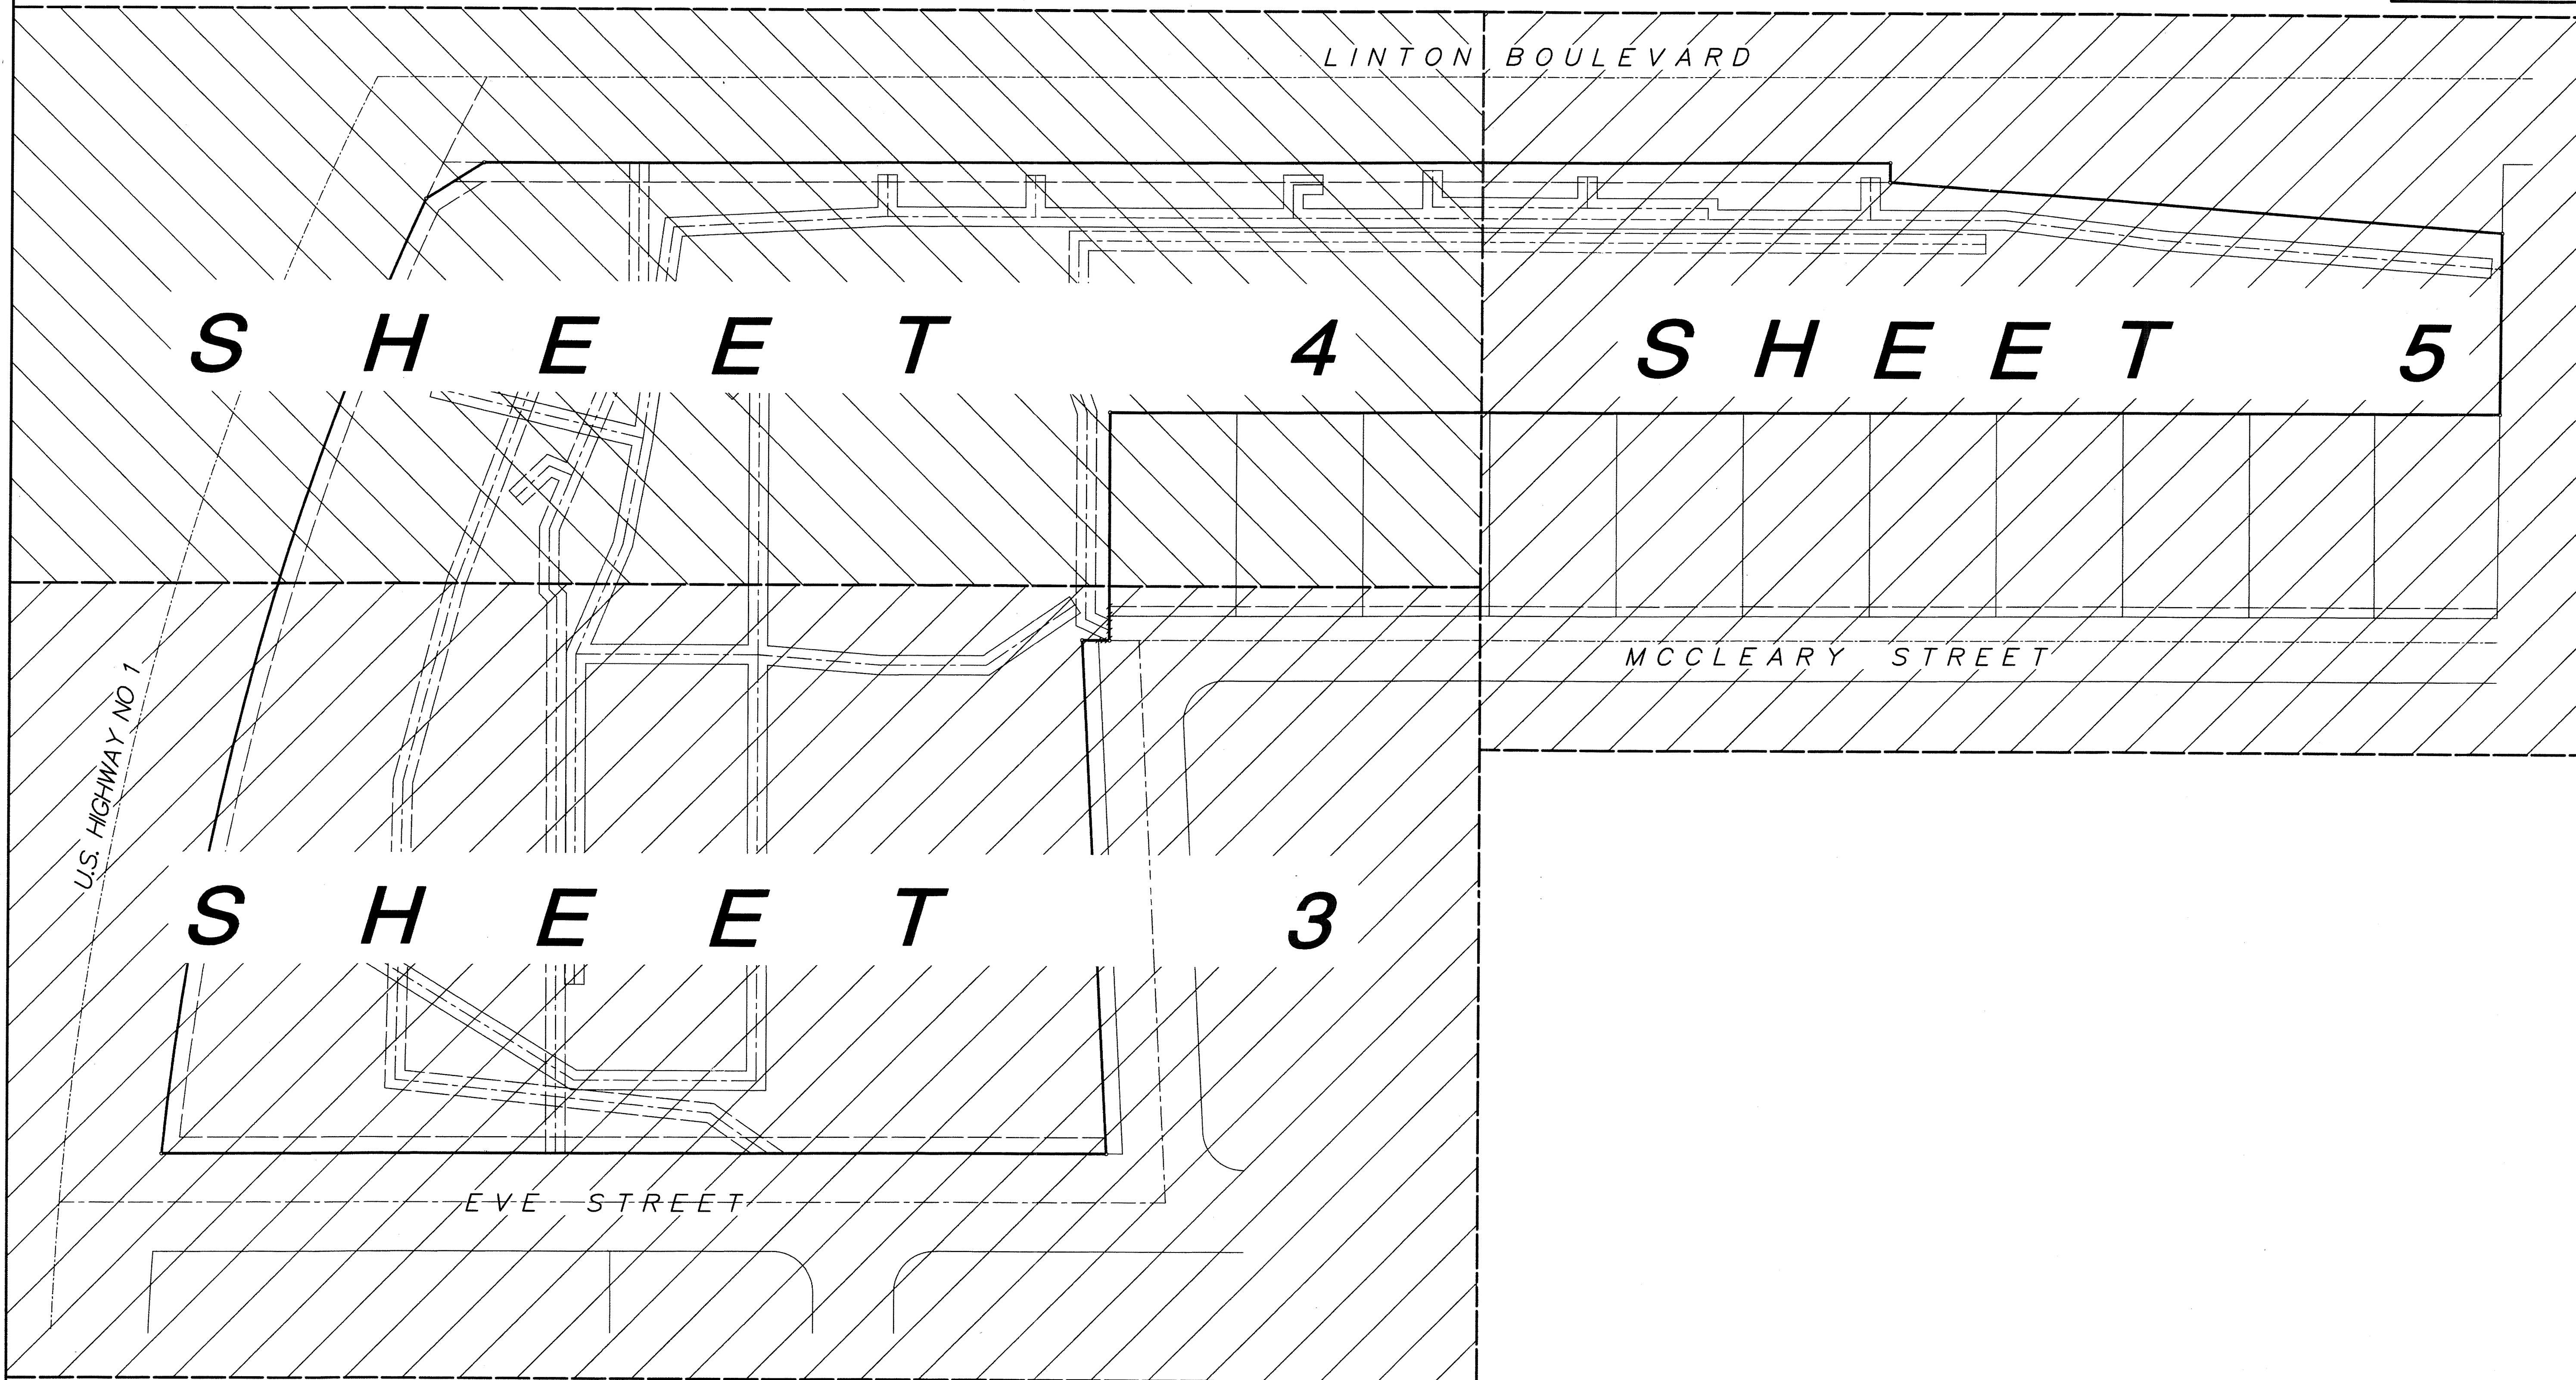 LINTON BOULEVARD
SHEET 4
SHEET 5
MCCLEARY STREET
U.S. HIGHWAY NO 1
SHEET 3
EVE STREET